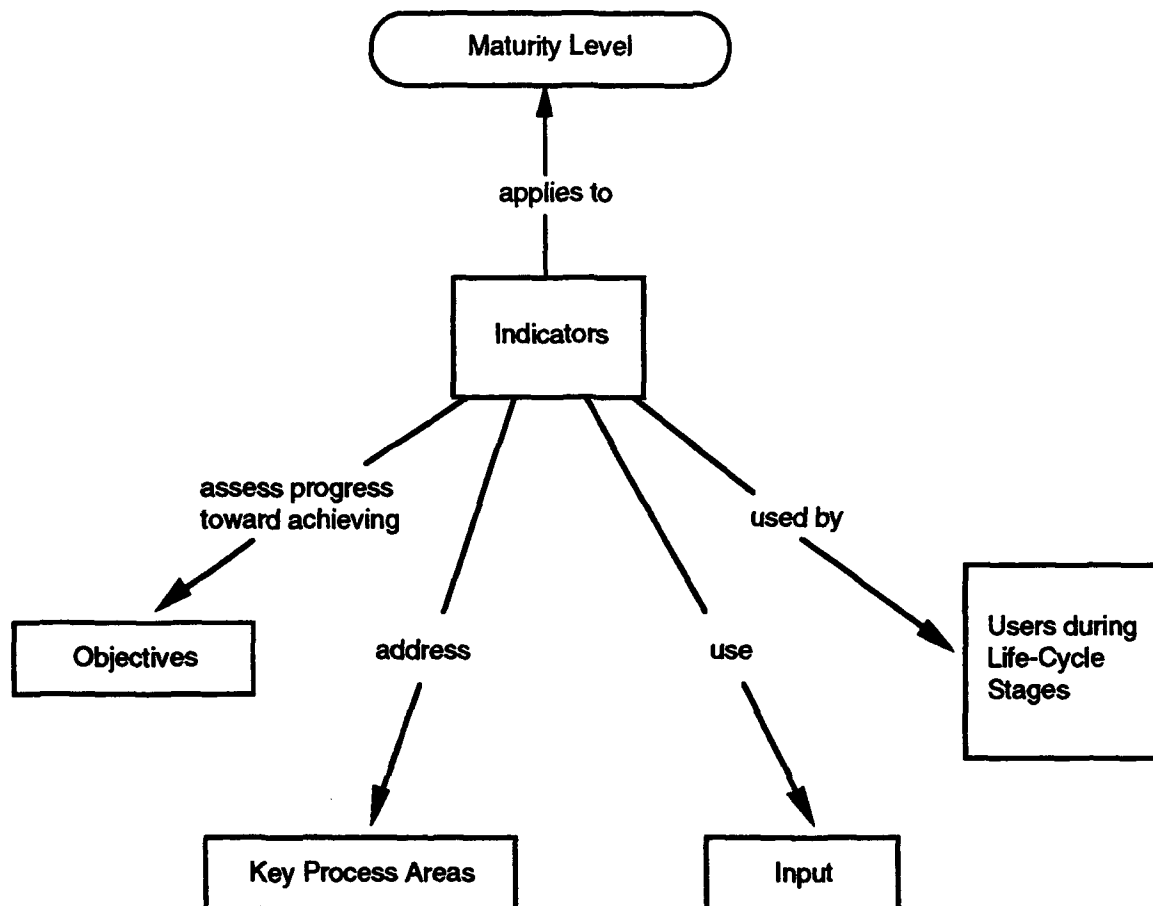 Maturity Level
applies to
Indicators
assess progress
toward achieving
used by
Objectives
address
use
Users during
Life-Cycle
Stages
Key Process Areas
Input